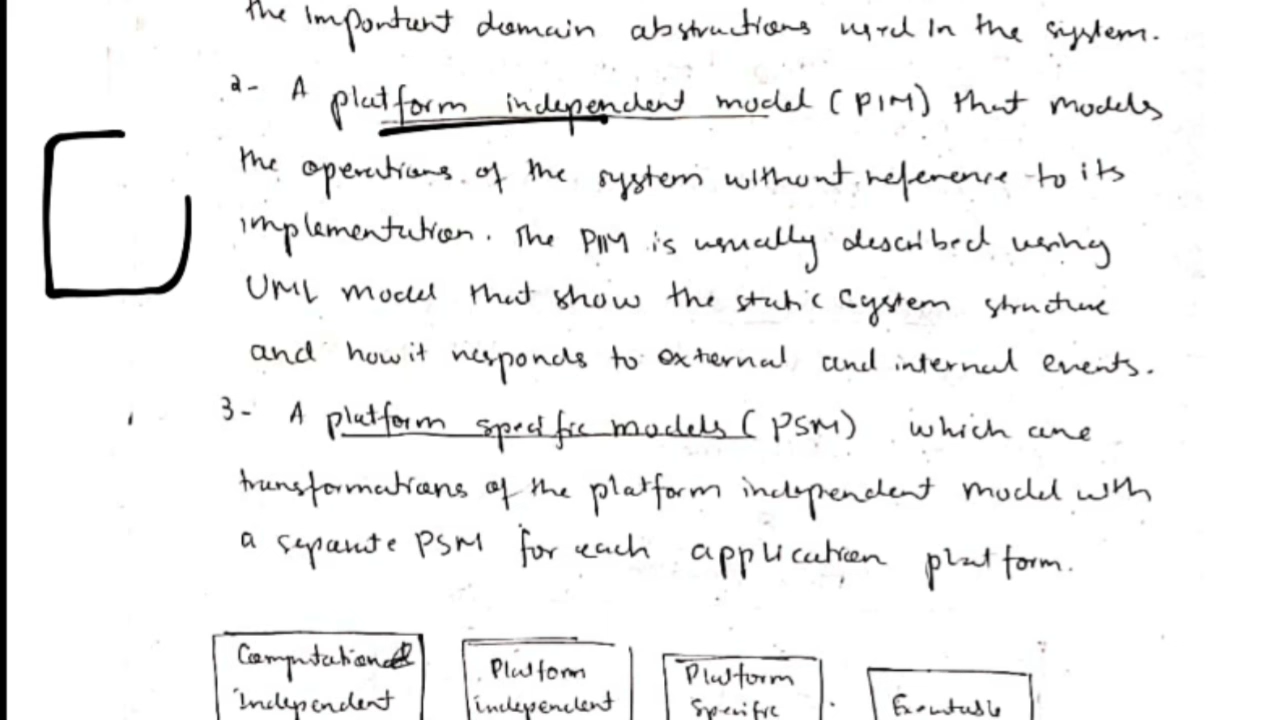 the important domain abstractions used in the system.
2- A platform independent model (PIM) that models
the operations of the system without reference to its
implementation. The PIM is usually described using
UML model that show the static system structure
and how it responds to external and internal events.
3- A platform specific models (PSM) which are
transformations of the platform independent model with
a separate PSM for each application platform.
Computational
Independent
Platform
independent
Platform
Specific
Executable